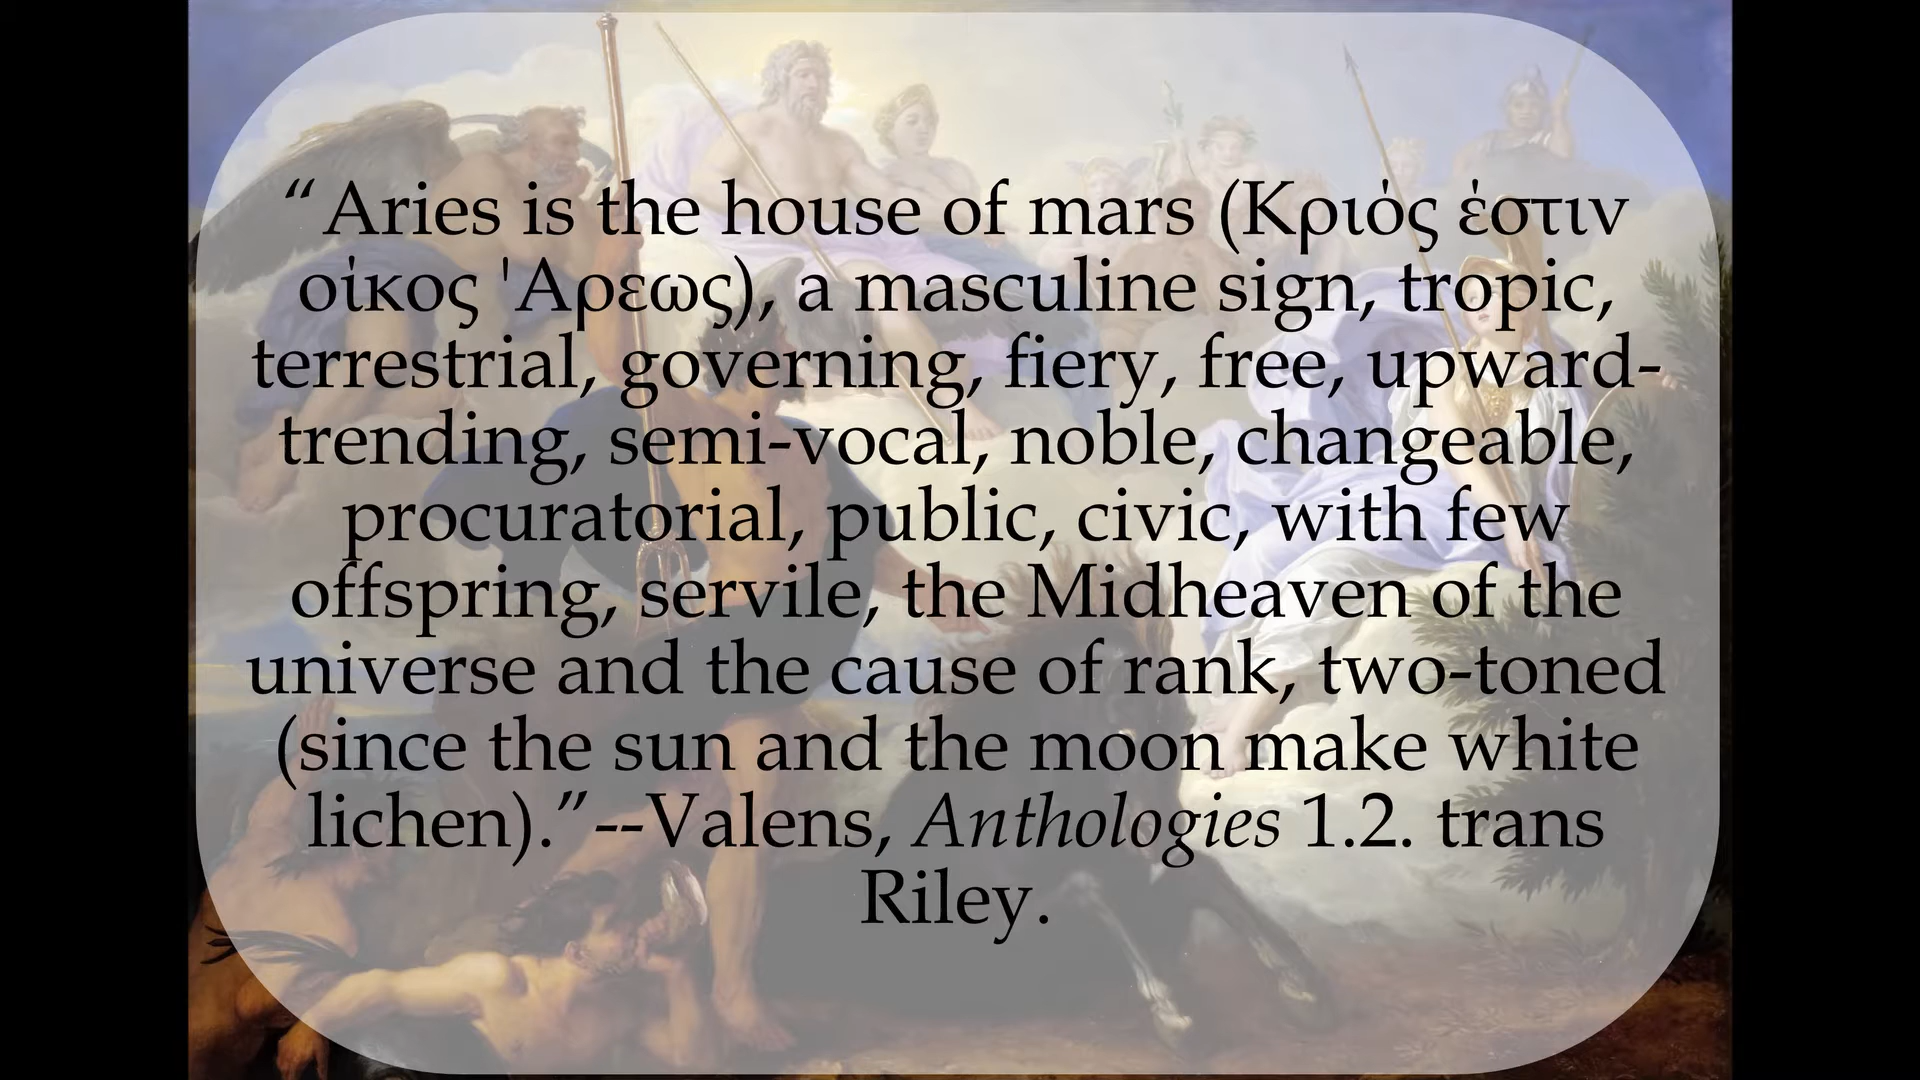 “Aries is the house of mars (Κριός ἐστιν
οἰκος Ἀρεως), a masculine sign, tropic,
terrestrial, governing, fiery, free, upward-
trending, semi-vocal, noble, changeable,
procuratorial, public, civic, with few
offspring, servile, the Midheaven of the
universe and the cause of rank, two-toned
(since the sun and the moon make white
lichen).”--Valens, Anthologies 1.2. trans
Riley.